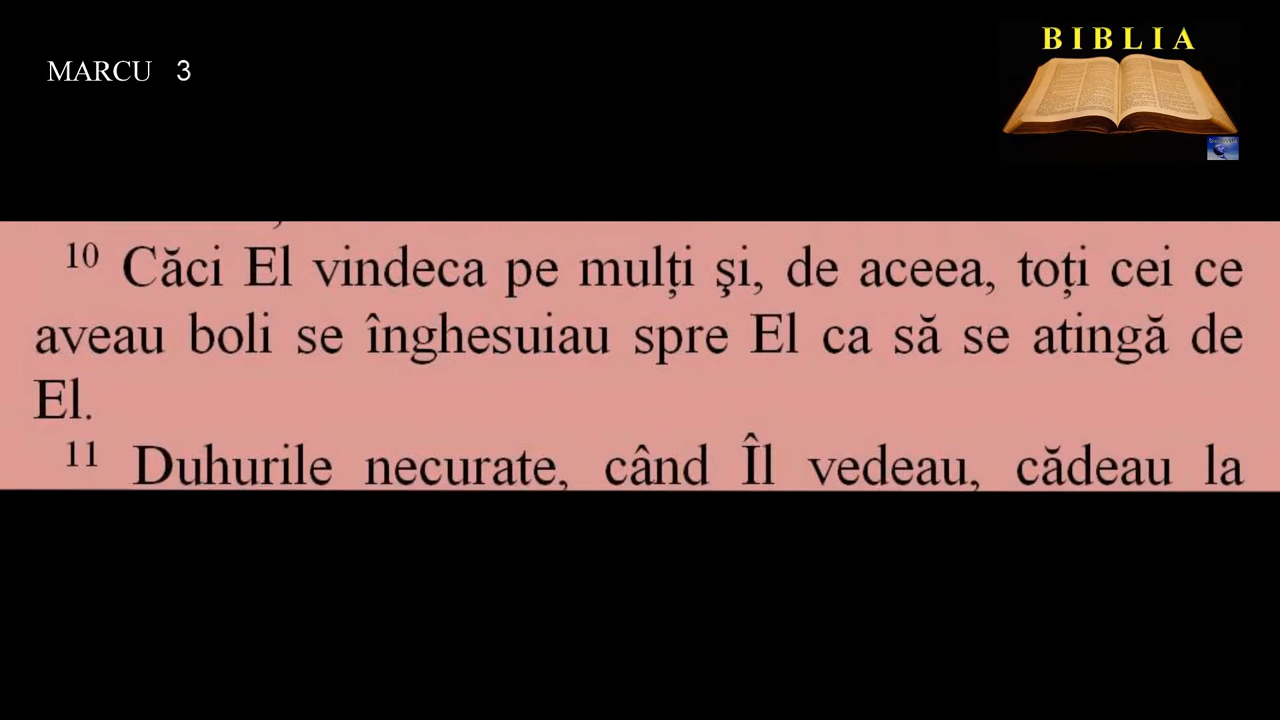 BIBLIA
MARCU 3
10 Căci El vindeca pe mulți şi, de aceea, toți cei ce
aveau boli se înghesuiau spre El ca să se atingă de
El.
11 Duhurile necurate, când Îl vedeau, cădeau la